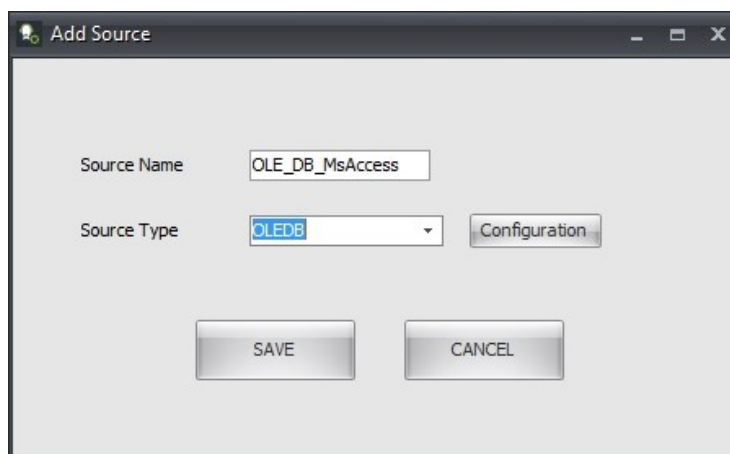 Add Source
Source Name OLE_DB_MsAccess
Source Type OLEDB Configuration
SAVE CANCEL